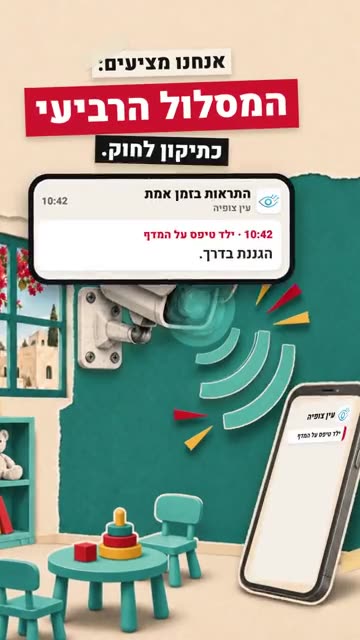 אנחנו מציעים:
המסלול הרביעי
כתיקון לחוק.
התראות בזמן אמת
עין צופיה
10:42
10:42 · ילד טיפס על המדף
הגננת בדרך.
עין צופיה
ילד טיפס על המדף